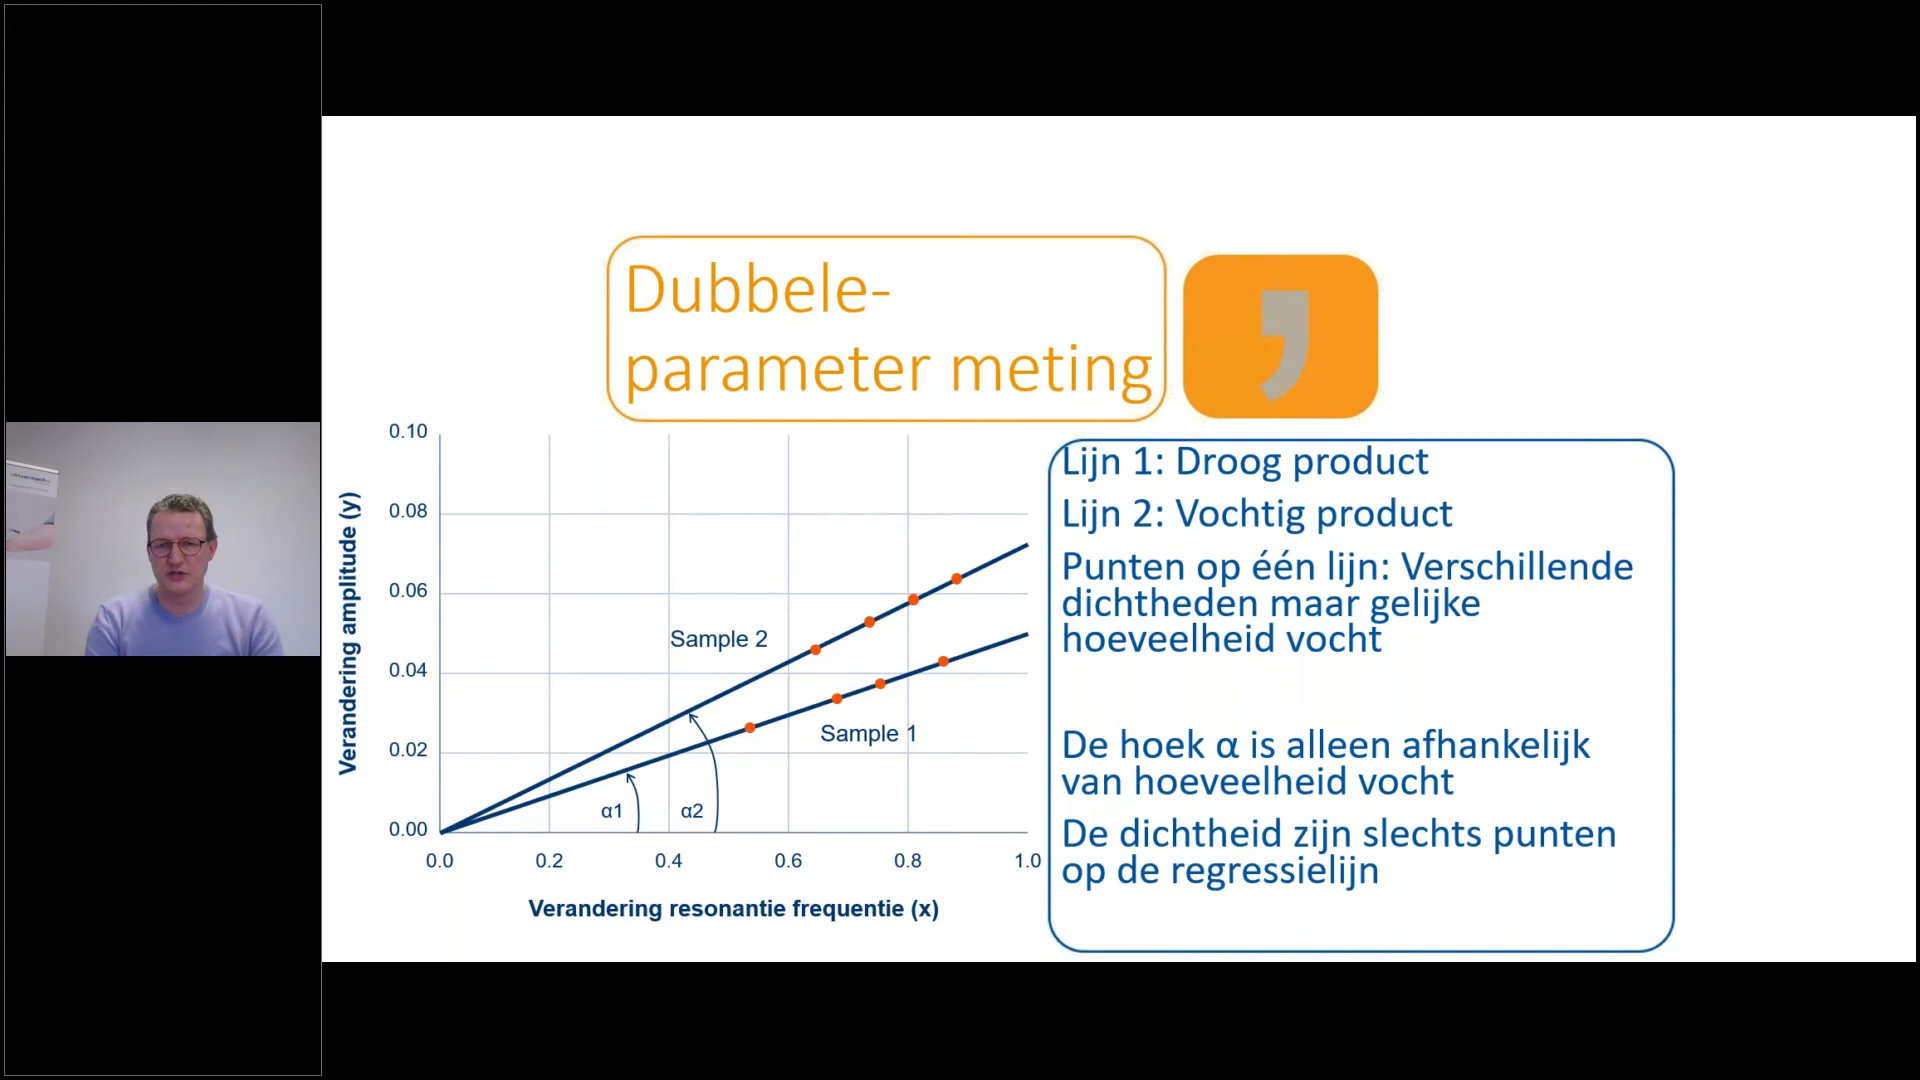 Dubbele-
parameter meting
,
0.10
0.08
0.06
0.04
0.02
0.00
0.0
0.2
0.4
0.6
0.8
1.0
Verandering amplitude (y)
Verandering resonantie frequentie (x)
Sample 2
Sample 1
α1
α2
Lijn 1: Droog product
Lijn 2: Vochtig product
Punten op één lijn: Verschillende
dichtheden maar gelijke
hoeveelheid vocht
De hoek α is alleen afhankelijk
van hoeveelheid vocht
De dichtheid zijn slechts punten
op de regressielijn